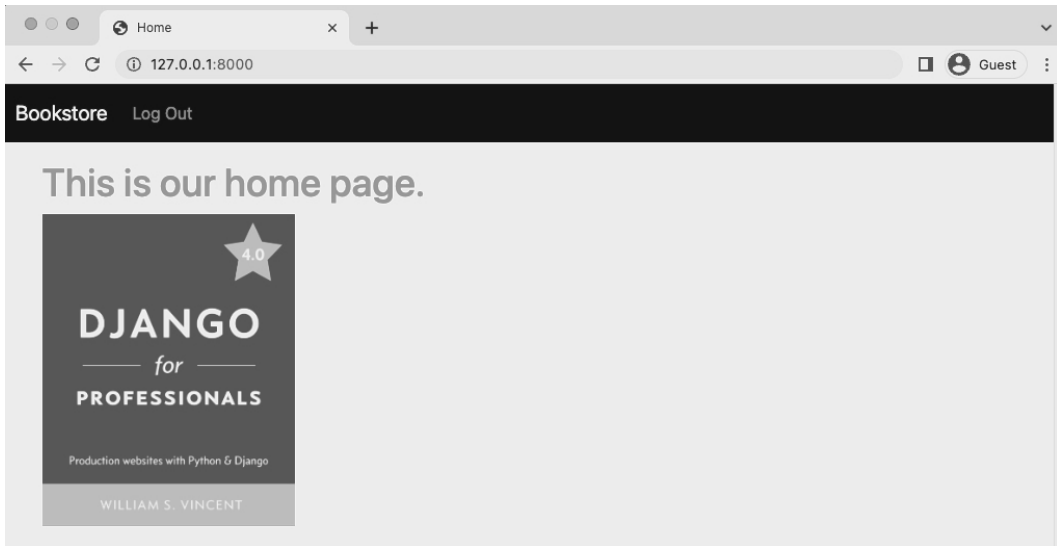 Home
127.0.0.1:8000
Guest
Bookstore Log Out
This is our home page.
4.0
DJANGO
for
PROFESSIONALS
Production websites with Python & Django
WILLIAM S. VINCENT